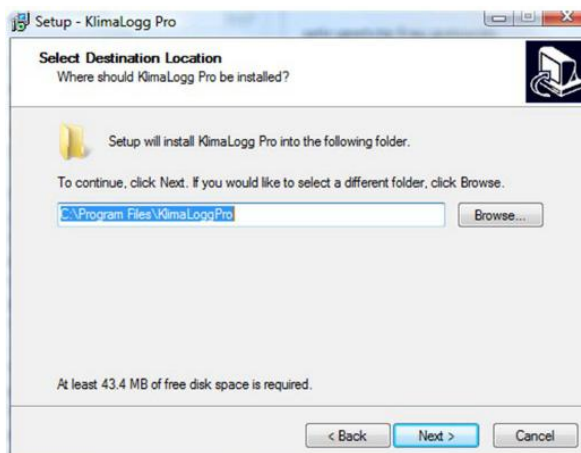 Setup - KlimaLogg Pro
Select Destination Location
Where should KlimaLogg Pro be installed?
Setup will install KlimaLogg Pro into the following folder.
To continue, click Next. If you would like to select a different folder, click Browse.
C:\Program Files\KlimaLoggPro
Browse...
At least 43.4 MB of free disk space is required.
< Back
Next >
Cancel